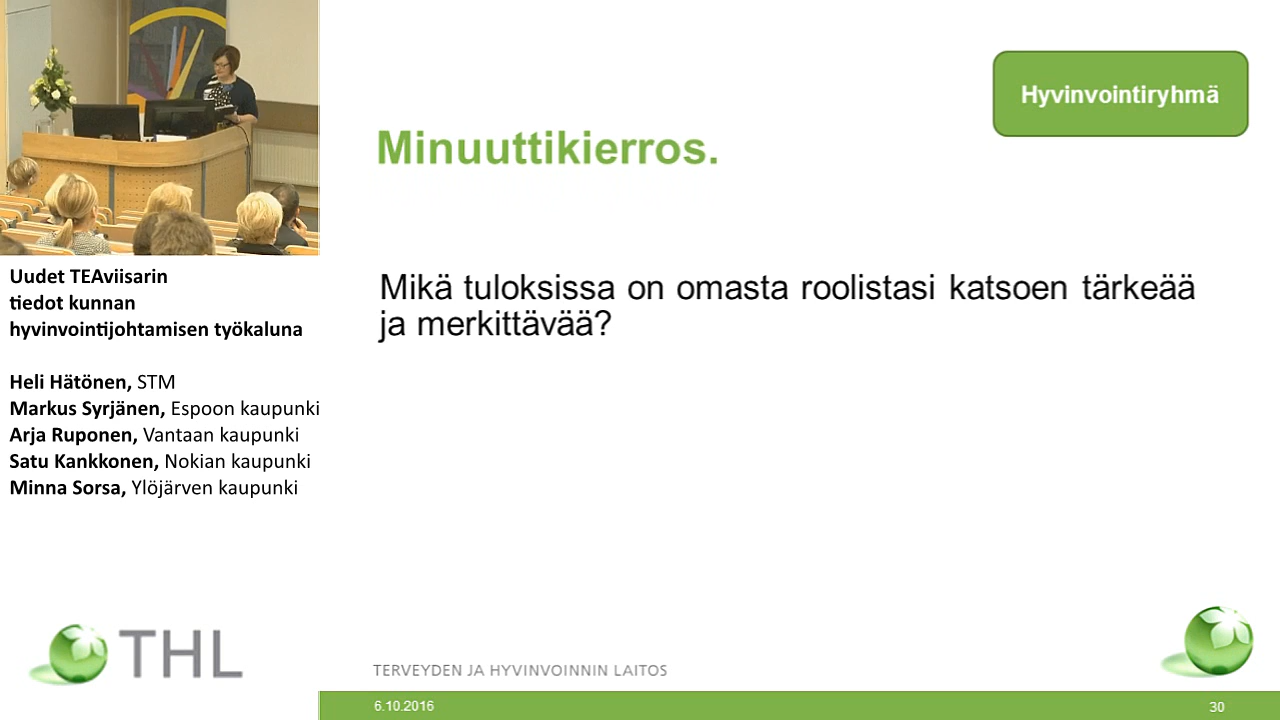 Hyvinvointiryhmä
Minuuttikierros.
Mikä tuloksissa on omasta roolistasi katsoen tärkeää
ja merkittävää?
Uudet TEAviisarin
tiedot kunnan
hyvinvointijohtamisen työkaluna
Heli Hätönen, STM
Markus Syrjänen, Espoon kaupunki
Arja Ruponen, Vantaan kaupunki
Satu Kankkonen, Nokian kaupunki
Minna Sorsa, Ylöjärven kaupunki
THL
TERVEYDEN JA HYVINVOINNIN LAITOS
6.10.2016
30